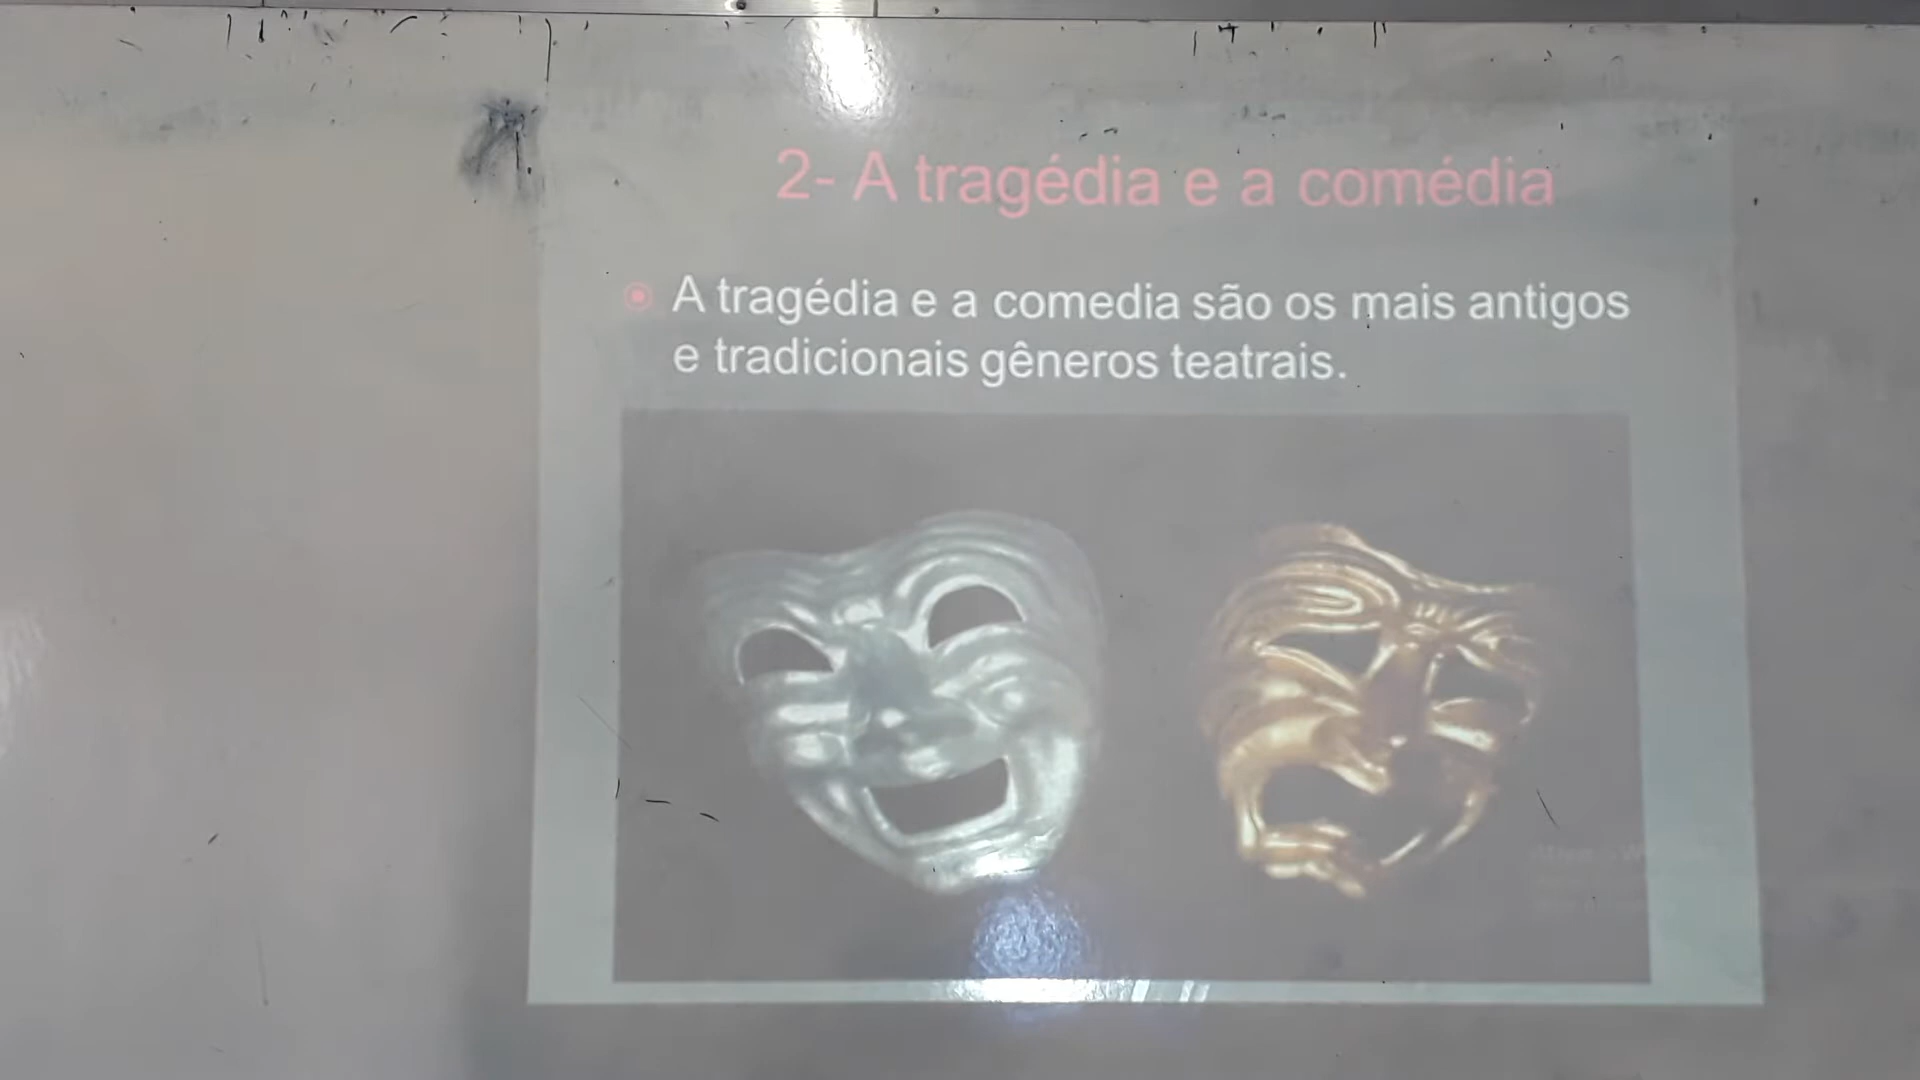 2- A tragédia e a comédia
A tragédia e a comedia são os mais antigos
e tradicionais gêneros teatrais.